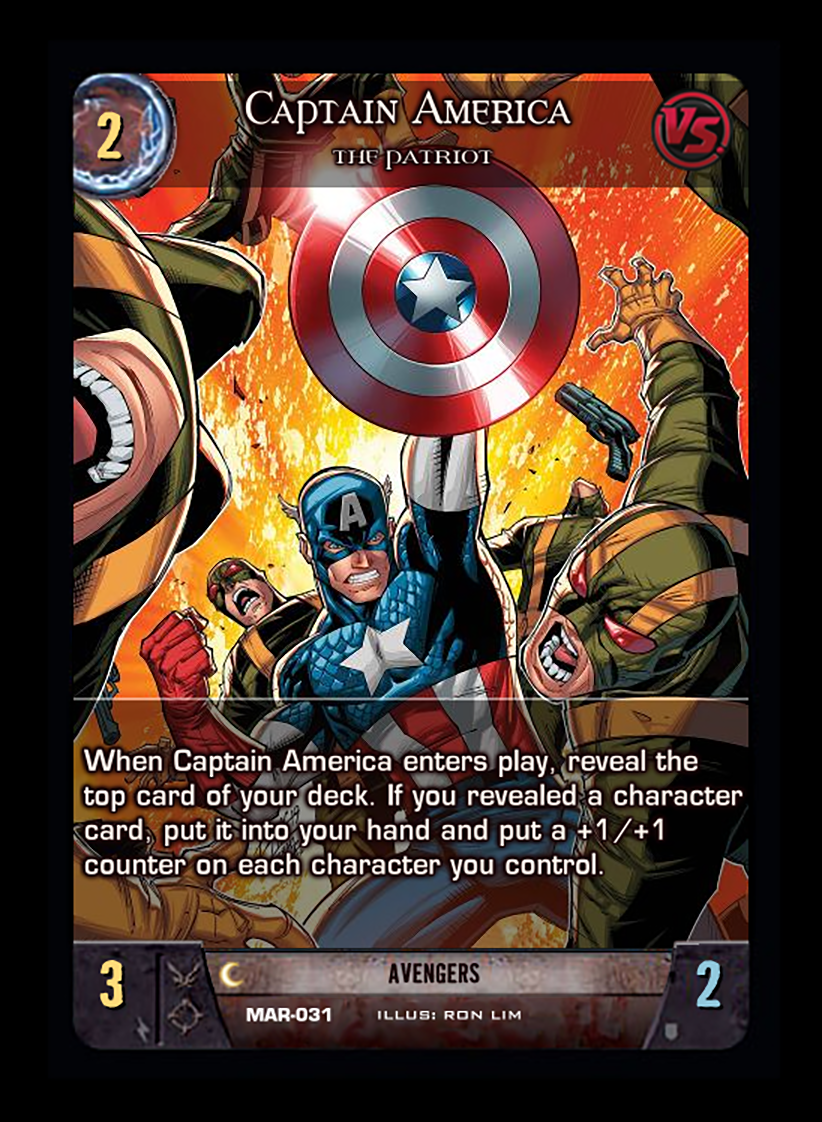 2
Captain America
VS.
The Patriot
A
When Captain America enters play, reveal the
top card of your deck. If you revealed a character
card, put it into your hand and put a +1/+1
counter on each character you control.
3
AVENGERS
2
MAR-031 ILLUS: RON LIM